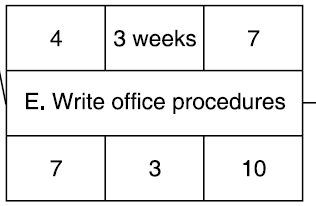 4 3 weeks 7
E. Write office procedures
7 3 10